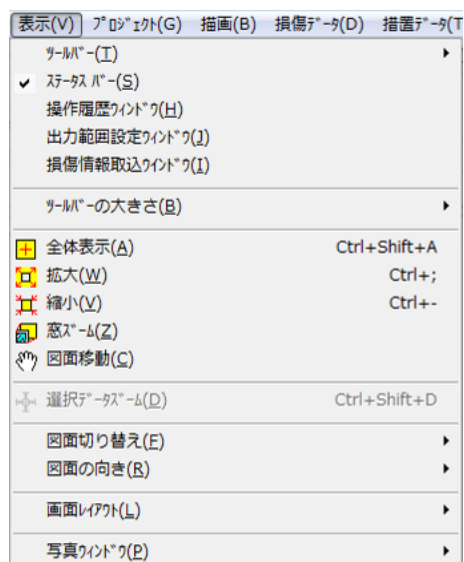 表示(V) ﾌﾟﾛｼﾞｪｸﾄ(G) 描画(B) 損傷ﾃﾞｰﾀ(D) 措置ﾃﾞｰﾀ(T
ﾂｰﾙﾊﾞｰ(T)
ｽﾃｰﾀｽ ﾊﾞｰ(S)
操作履歴ｳｨﾝﾄﾞｳ(H)
出力範囲設定ｳｨﾝﾄﾞｳ(J)
損傷情報取込ｳｲﾝﾄﾞｳ(I)
ﾂｰﾙﾊﾞｰの大きさ(B)
全体表示(A) Ctrl+Shift+A
拡大(W) Ctrl+;
縮小(V) Ctrl+-
窓ｽﾞｰﾑ(Z)
図面移動(C)
選択ﾃﾞｰﾀｽﾞｰﾑ(D) Ctrl+Shift+D
図面切り替え(F)
図面の向き(R)
画面ﾚｲｱｳﾄ(L)
写真ｳｨﾝﾄﾞｳ(P)